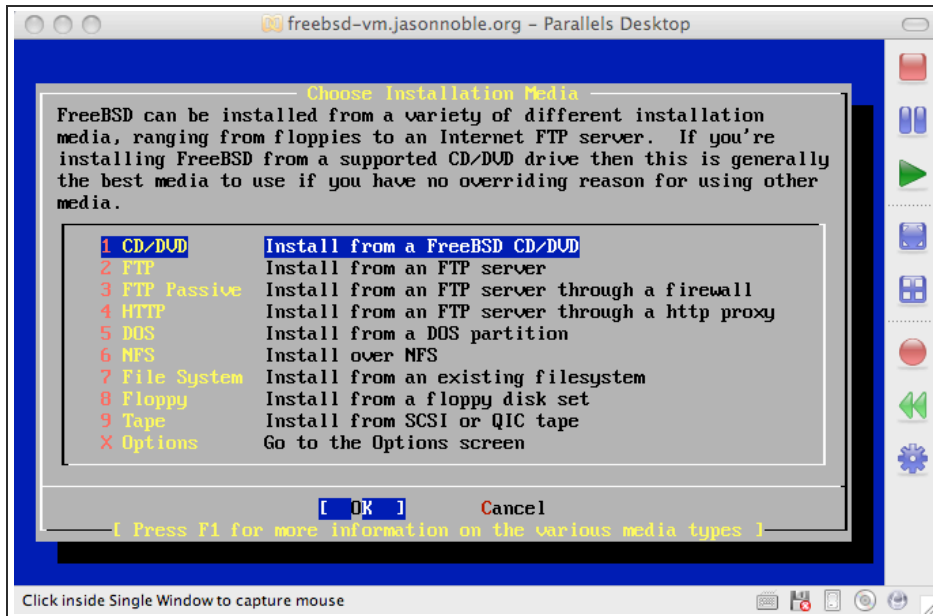 freebsd-vm.jasonnoble.org – Parallels Desktop
Choose Installation Media
FreeBSD can be installed from a variety of different installation
media, ranging from floppies to an Internet FTP server.  If you're
installing FreeBSD from a supported CD/DVD drive then this is generally
the best media to use if you have no overriding reason for using other
media.
1 CD/DVD Install from a FreeBSD CD/DVD
2 FTP Install from an FTP server
3 FTP Passive Install from an FTP server through a firewall
4 HTTP Install from an FTP server through a http proxy
5 DOS Install from a DOS partition
6 NFS Install over NFS
7 File System Install from an existing filesystem
8 Floppy Install from a floppy disk set
9 Tape Install from SCSI or QIC tape
X Options Go to the Options screen
[ OK ] Cancel
[ Press F1 for more information on the various media types ]
Click inside Single Window to capture mouse